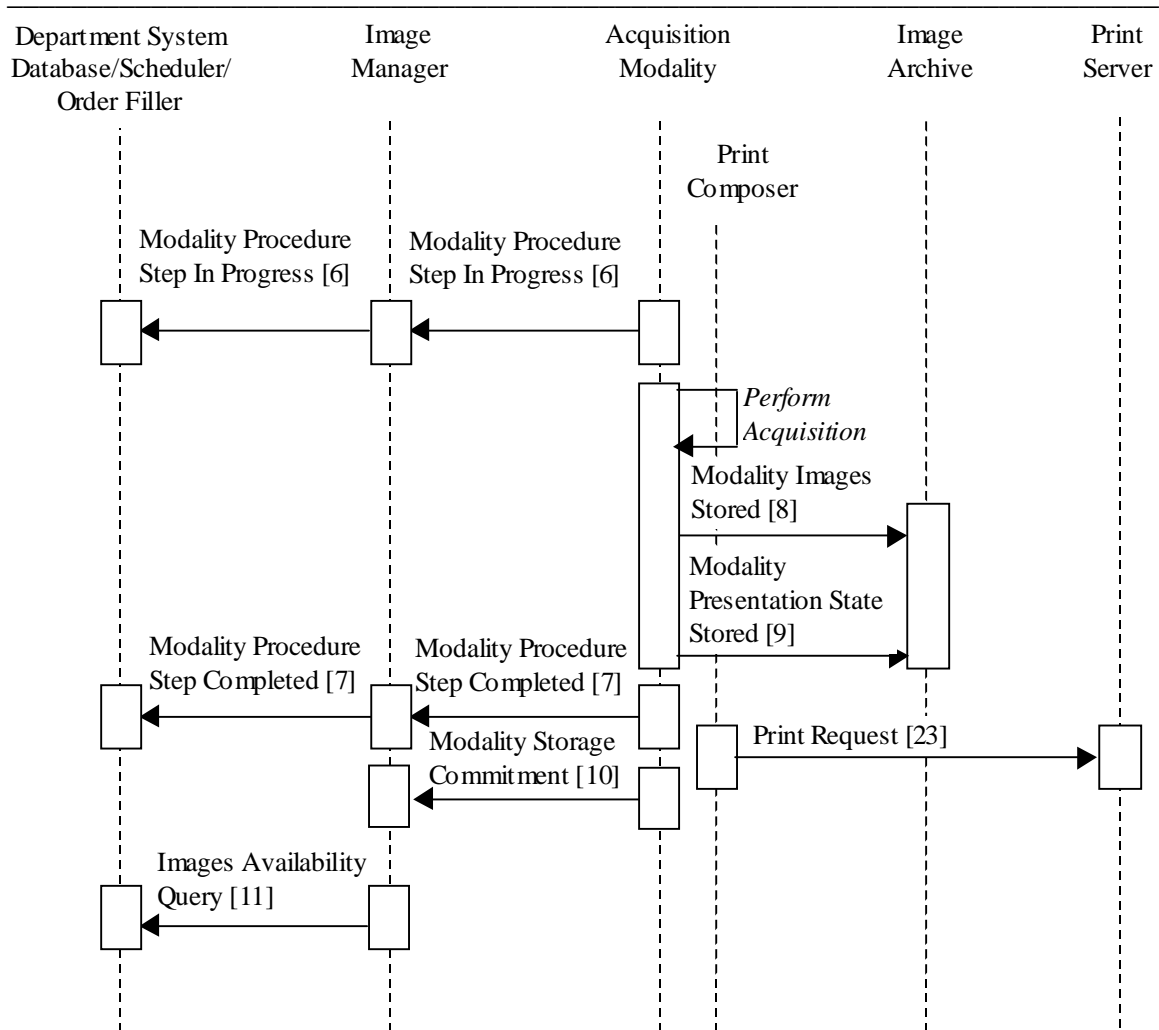 Department System
Database/Scheduler/
Order Filler
Image
Manager
Acquisition
Modality
Image
Archive
Print
Server
Print
Composer
Modality Procedure
Step In Progress [6]
Modality Procedure
Step In Progress [6]
Perform
Acquisition
Modality Images
Stored [8]
Modality
Presentation State
Stored [9]
Modality Procedure
Step Completed [7]
Modality Procedure
Step Completed [7]
Print Request [23]
Modality Storage
Commitment [10]
Images Availability
Query [11]